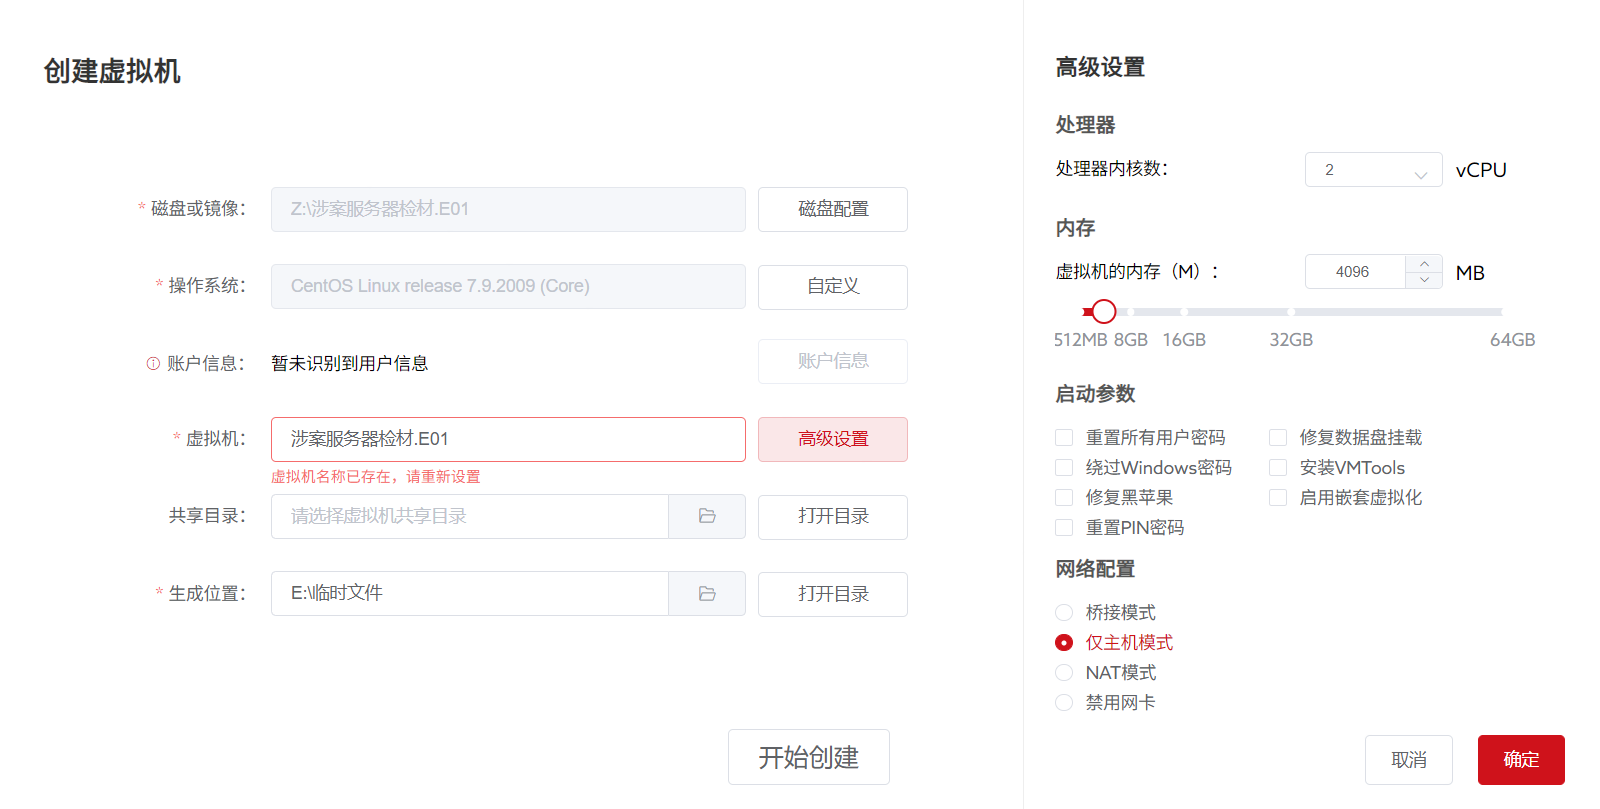 创建虚拟机
* 磁盘或镜像： Z:\涉案服务器检材.E01 磁盘配置
* 操作系统： CentOS Linux release 7.9.2009 (Core) 自定义
账户信息： 暂未识别到用户信息 账户信息
* 虚拟机： 涉案服务器检材.E01 高级设置
虚拟机名称已存在，请重新设置
共享目录： 请选择虚拟机共享目录 打开目录
* 生成位置： E:\临时文件 打开目录
开始创建
高级设置
处理器
处理器内核数： 2 vCPU
内存
虚拟机的内存（M）： 4096 MB
512MB 8GB 16GB 32GB 64GB
启动参数
重置所有用户密码 修复数据盘挂载
绕过Windows密码 安装VMTools
修复黑苹果 启用嵌套虚拟化
重置PIN密码
网络配置
桥接模式
仅主机模式
NAT模式
禁用网卡
取消 确定